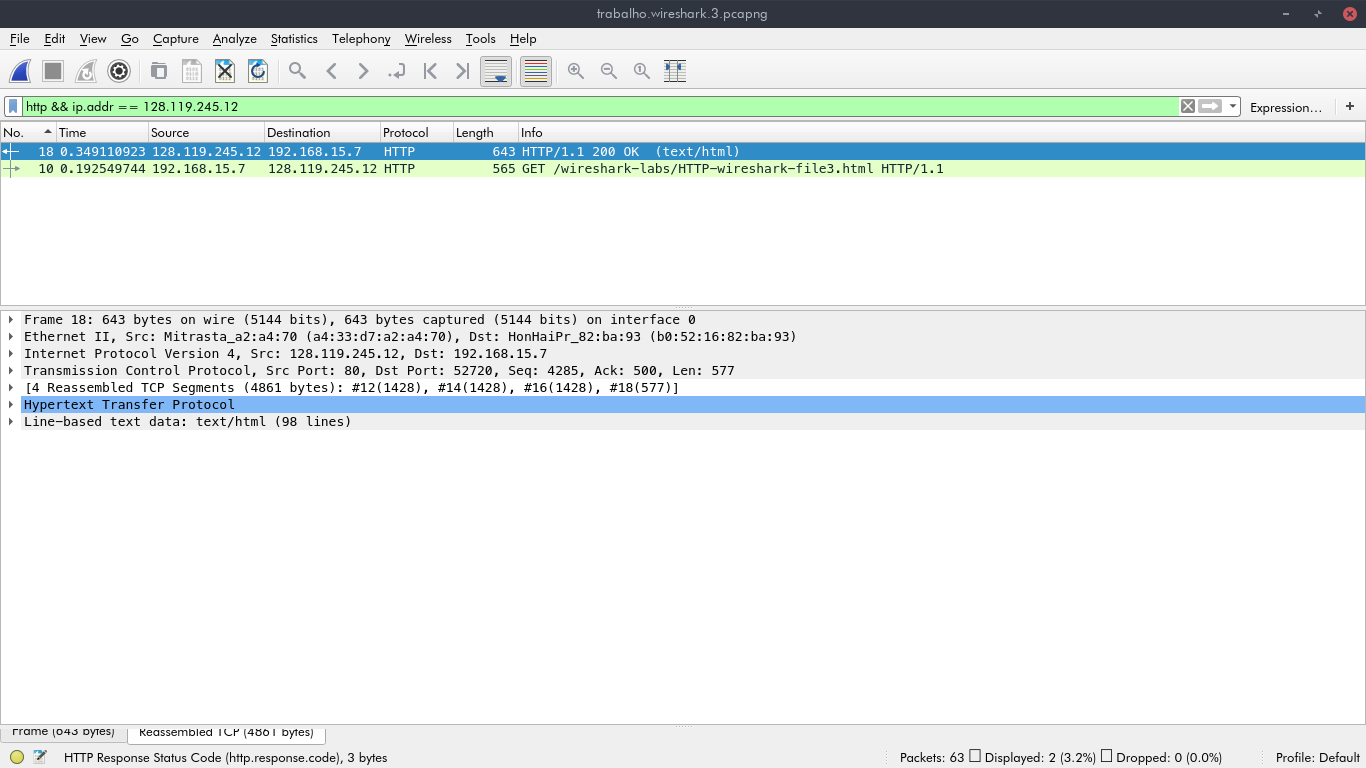 trabalho.wireshark.3.pcapng
File Edit View Go Capture Analyze Statistics Telephony Wireless Tools Help
http && ip.addr == 128.119.245.12 Expression… +
No. Time Source Destination Protocol Length Info
18 0.349110923 128.119.245.12 192.168.15.7 HTTP 643 HTTP/1.1 200 OK (text/html)
10 0.192549744 192.168.15.7 128.119.245.12 HTTP 565 GET /wireshark-labs/HTTP-wireshark-file3.html HTTP/1.1
Frame 18: 643 bytes on wire (5144 bits), 643 bytes captured (5144 bits) on interface 0
Ethernet II, Src: Mitrasta_a2:a4:70 (a4:33:d7:a2:a4:70), Dst: HonHaiPr_82:ba:93 (b0:52:16:82:ba:93)
Internet Protocol Version 4, Src: 128.119.245.12, Dst: 192.168.15.7
Transmission Control Protocol, Src Port: 80, Dst Port: 52720, Seq: 4285, Ack: 500, Len: 577
[4 Reassembled TCP Segments (4861 bytes): #12(1428), #14(1428), #16(1428), #18(577)]
Hypertext Transfer Protocol
Line-based text data: text/html (98 lines)
Frame (643 bytes) Reassembled TCP (4861 bytes)
HTTP Response Status Code (http.response.code), 3 bytes Packets: 63 Displayed: 2 (3.2%) Dropped: 0 (0.0%) Profile: Default